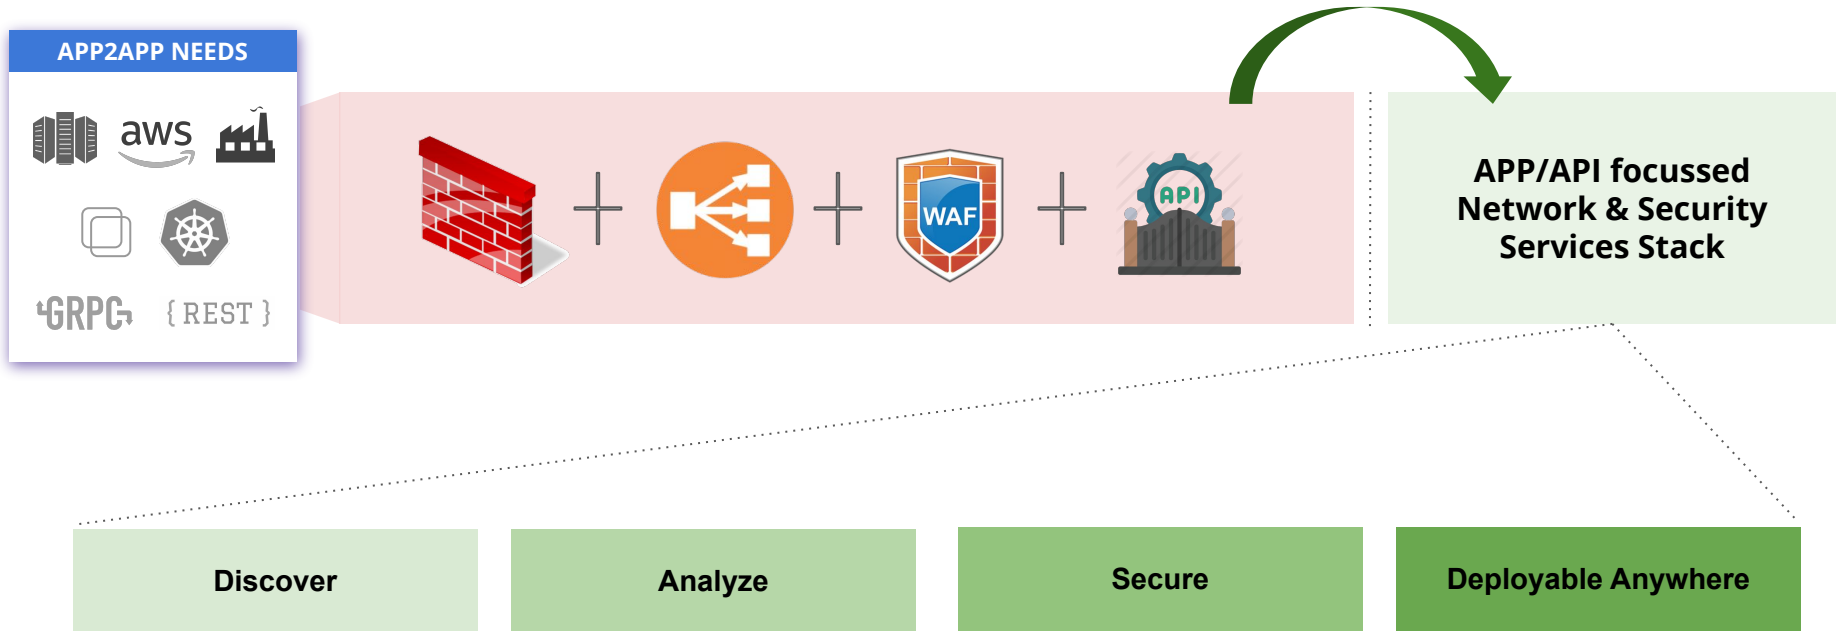 APP2APP NEEDS
aws
GRPC
{ REST }
WAF
API
APP/API focussed
Network & Security
Services Stack
Discover
Analyze
Secure
Deployable Anywhere